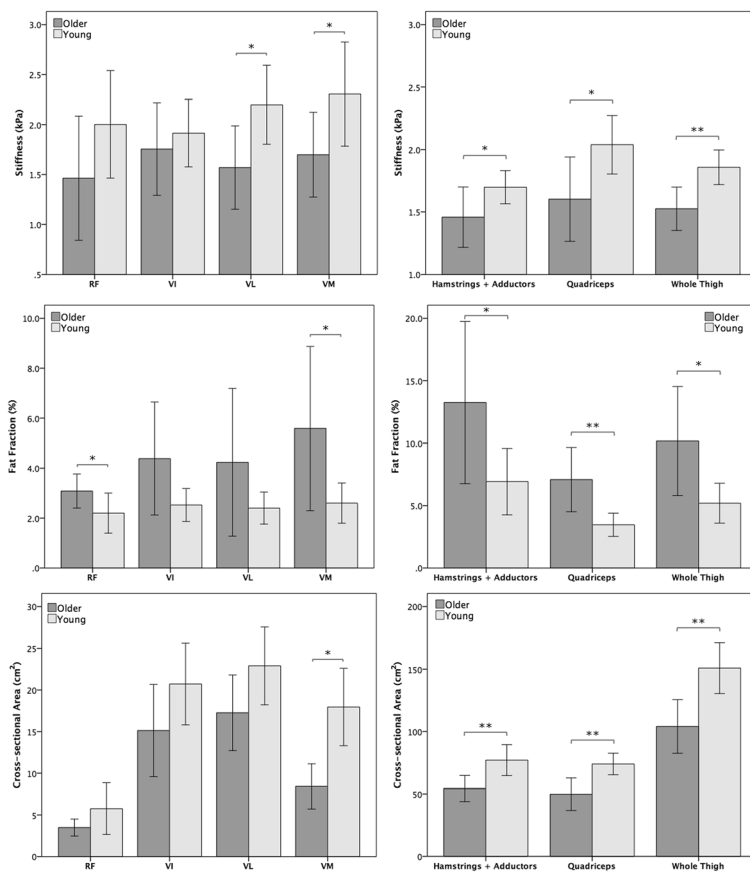 Older
Young
Stiffness (kPa)
3.0
2.5
2.0
1.5
1.0
.5
*
*
RF VI VL VM
Older
Young
Stiffness (kPa)
3.0
2.5
2.0
1.5
1.0
*
*
**
Hamstrings + Adductors Quadriceps Whole Thigh
Older
Young
Fat Fraction (%)
10.0
8.0
6.0
4.0
2.0
.0
*
*
RF VI VL VM
Older
Young
Fat Fraction (%)
20.0
15.0
10.0
5.0
.0
*
**
*
Hamstrings + Adductors Quadriceps Whole Thigh
Older
Young
Cross-sectional Area (cm²)
30
25
20
15
10
5
0
*
RF VI VL VM
Older
Young
Cross-sectional Area (cm²)
200
150
100
50
0
**
**
**
Hamstrings + Adductors Quadriceps Whole Thigh